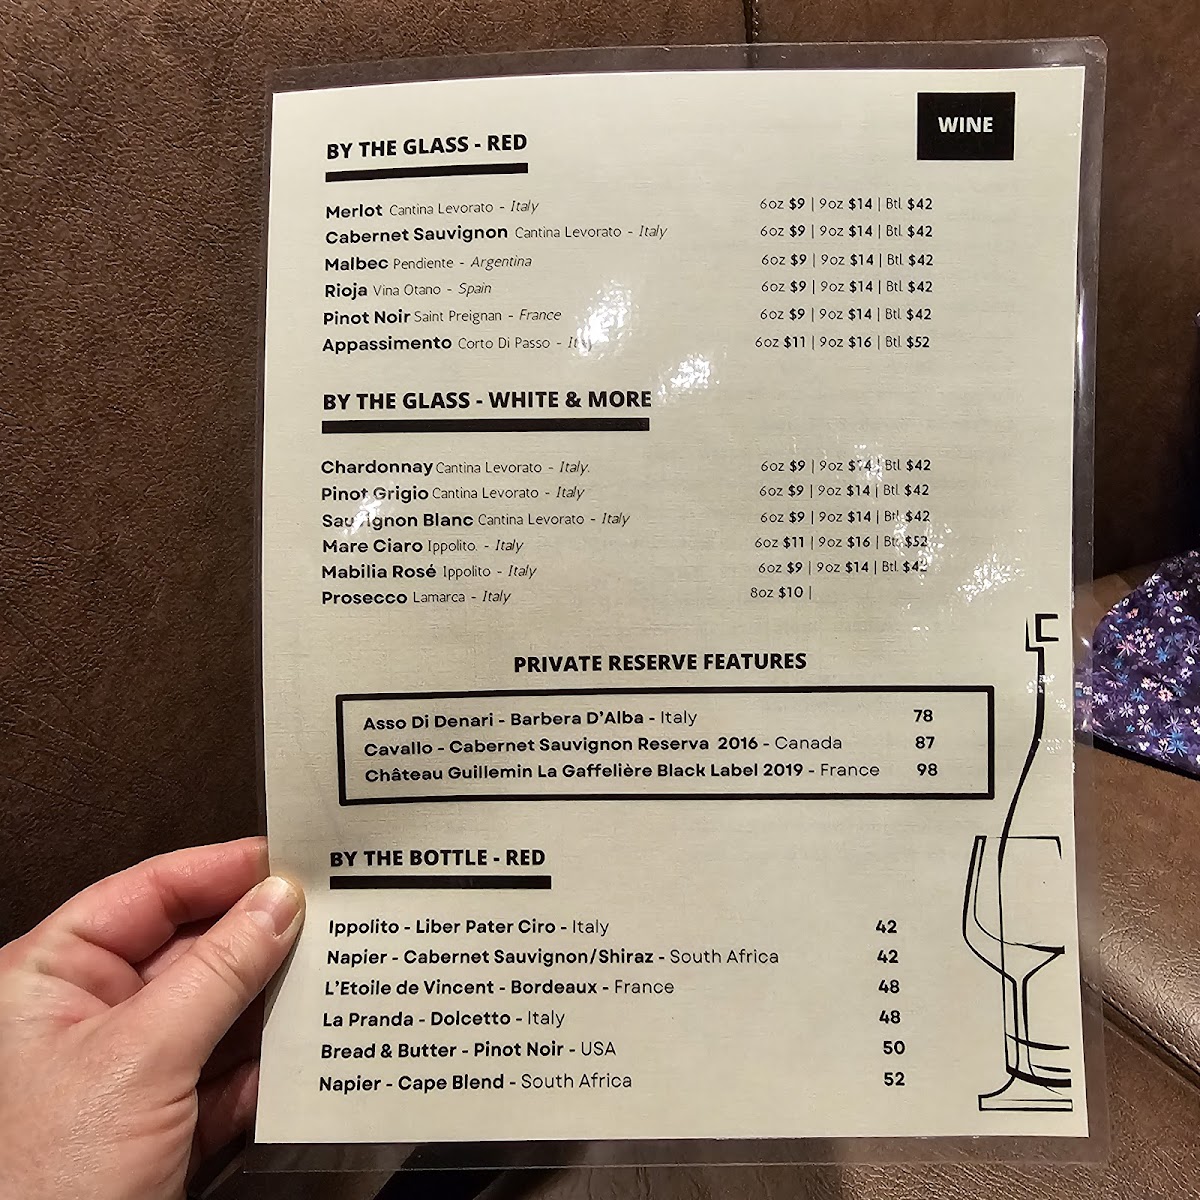 WINE
BY THE GLASS - RED
Merlot Cantina Levorato - Italy 6oz $9 | 9oz $14 | Btl $42
Cabernet Sauvignon Cantina Levorato - Italy 6oz $9 | 9oz $14 | Btl $42
Malbec Pendiente - Argentina 6oz $9 | 9oz $14 | Btl $42
Rioja Vina Otano - Spain 6oz $9 | 9oz $14 | Btl $42
Pinot Noir Saint Preignan - France 6oz $9 | 9oz $14 | Btl $42
Appassimento Corto Di Passo - Italy 6oz $11 | 9oz $16 | Btl $52
BY THE GLASS - WHITE & MORE
Chardonnay Cantina Levorato - Italy. 6oz $9 | 9oz $14 | Btl $42
Pinot Grigio Cantina Levorato - Italy 6oz $9 | 9oz $14 | Btl $42
Sauvignon Blanc Cantina Levorato - Italy 6oz $9 | 9oz $14 | Btl $42
Mare Ciaro Ippolito. - Italy 6oz $11 | 9oz $16 | Btl $52
Mabilia Rosé Ippolito - Italy 6oz $9 | 9oz $14 | Btl $42
Prosecco Lamarca - Italy 8oz $10 |
PRIVATE RESERVE FEATURES
Asso Di Denari - Barbera D'Alba - Italy 78
Cavallo - Cabernet Sauvignon Reserva 2016 - Canada 87
Château Guillemin La Gaffelière Black Label 2019 - France 98
BY THE BOTTLE - RED
Ippolito - Liber Pater Ciro - Italy 42
Napier - Cabernet Sauvignon/Shiraz - South Africa 42
L'Etoile de Vincent - Bordeaux - France 48
La Pranda - Dolcetto - Italy 48
Bread & Butter - Pinot Noir - USA 50
Napier - Cape Blend - South Africa 52